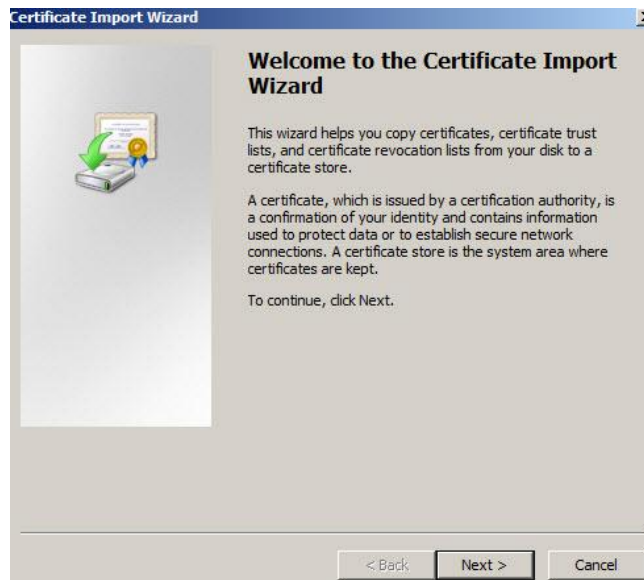 Certificate Import Wizard
Welcome to the Certificate Import
Wizard
This wizard helps you copy certificates, certificate trust
lists, and certificate revocation lists from your disk to a
certificate store.
A certificate, which is issued by a certification authority, is
a confirmation of your identity and contains information
used to protect data or to establish secure network
connections. A certificate store is the system area where
certificates are kept.
To continue, click Next.
< Back
Next >
Cancel